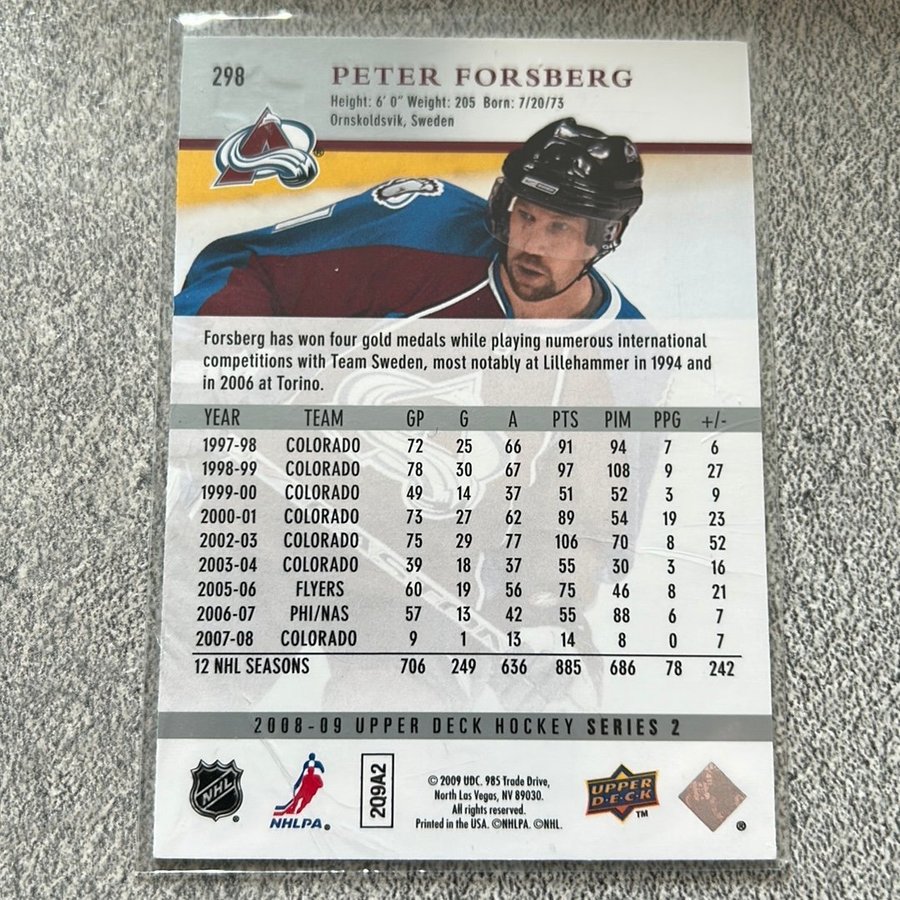 298
PETER FORSBERG
Height: 6' 0" Weight: 205 Born: 7/20/73
Ornskoldsvik, Sweden
Forsberg has won four gold medals while playing numerous international
competitions with Team Sweden, most notably at Lillehammer in 1994 and
in 2006 at Torino.
YEAR TEAM GP G A PTS PIM PPG +/-
1997-98 COLORADO 72 25 66 91 94 7 6
1998-99 COLORADO 78 30 67 97 108 9 27
1999-00 COLORADO 49 14 37 51 52 3 9
2000-01 COLORADO 73 27 62 89 54 19 23
2002-03 COLORADO 75 29 77 106 70 8 52
2003-04 COLORADO 39 18 37 55 30 3 16
2005-06 FLYERS 60 19 56 75 46 8 21
2006-07 PHI/NAS 57 13 42 55 88 6 7
2007-08 COLORADO 9 1 13 14 8 0 7
12 NHL SEASONS 706 249 636 885 686 78 242
2008-09 UPPER DECK HOCKEY SERIES 2
NHL ®
NHLPA®
2Q9A2
© 2009 UDC. 985 Trade Drive,
North Las Vegas, NV 89030.
All rights reserved.
Printed in the USA. ©NHLPA. ©NHL.
UPPER
DECK
TM
®